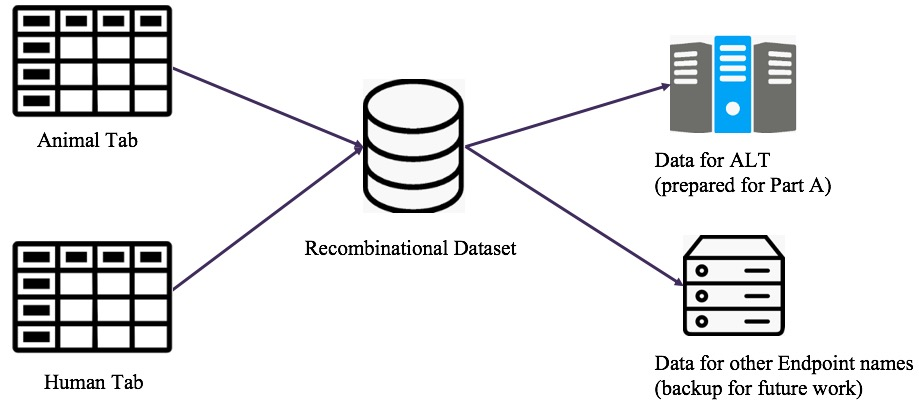 Animal Tab
Human Tab
Recombinational Dataset
Data for ALT
(prepared for Part A)
Data for other Endpoint names
(backup for future work)